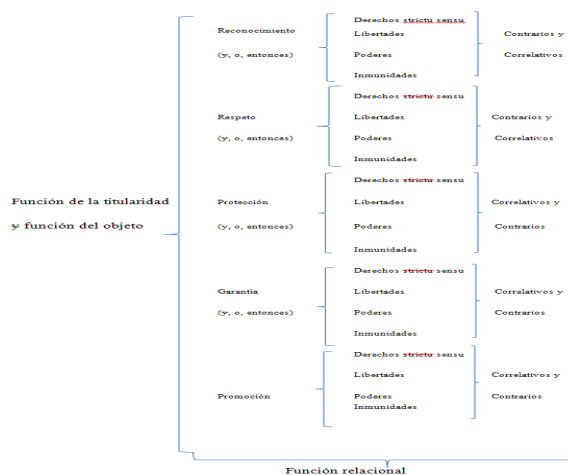 Reconocimiento
(y, o, entonces)
Derechos strictu sensu
Libertades
Poderes
Inmunidades
Contrarios y
Correlativos
Respeto
(y, o, entonces)
Derechos strictu sensu
Libertades
Poderes
Inmunidades
Contrarios y
Correlativos
Función de la titularidad
y función del objeto
Protección
(y, o, entonces)
Derechos strictu sensu
Libertades
Poderes
Inmunidades
Correlativos y
Contrarios
Garantía
(y, o, entonces)
Derechos strictu sensu
Libertades
Poderes
Inmunidades
Correlativos y
Contrarios
Promoción
Derechos strictu sensu
Libertades
Poderes
Inmunidades
Correlativos y
Contrarios
Función relacional